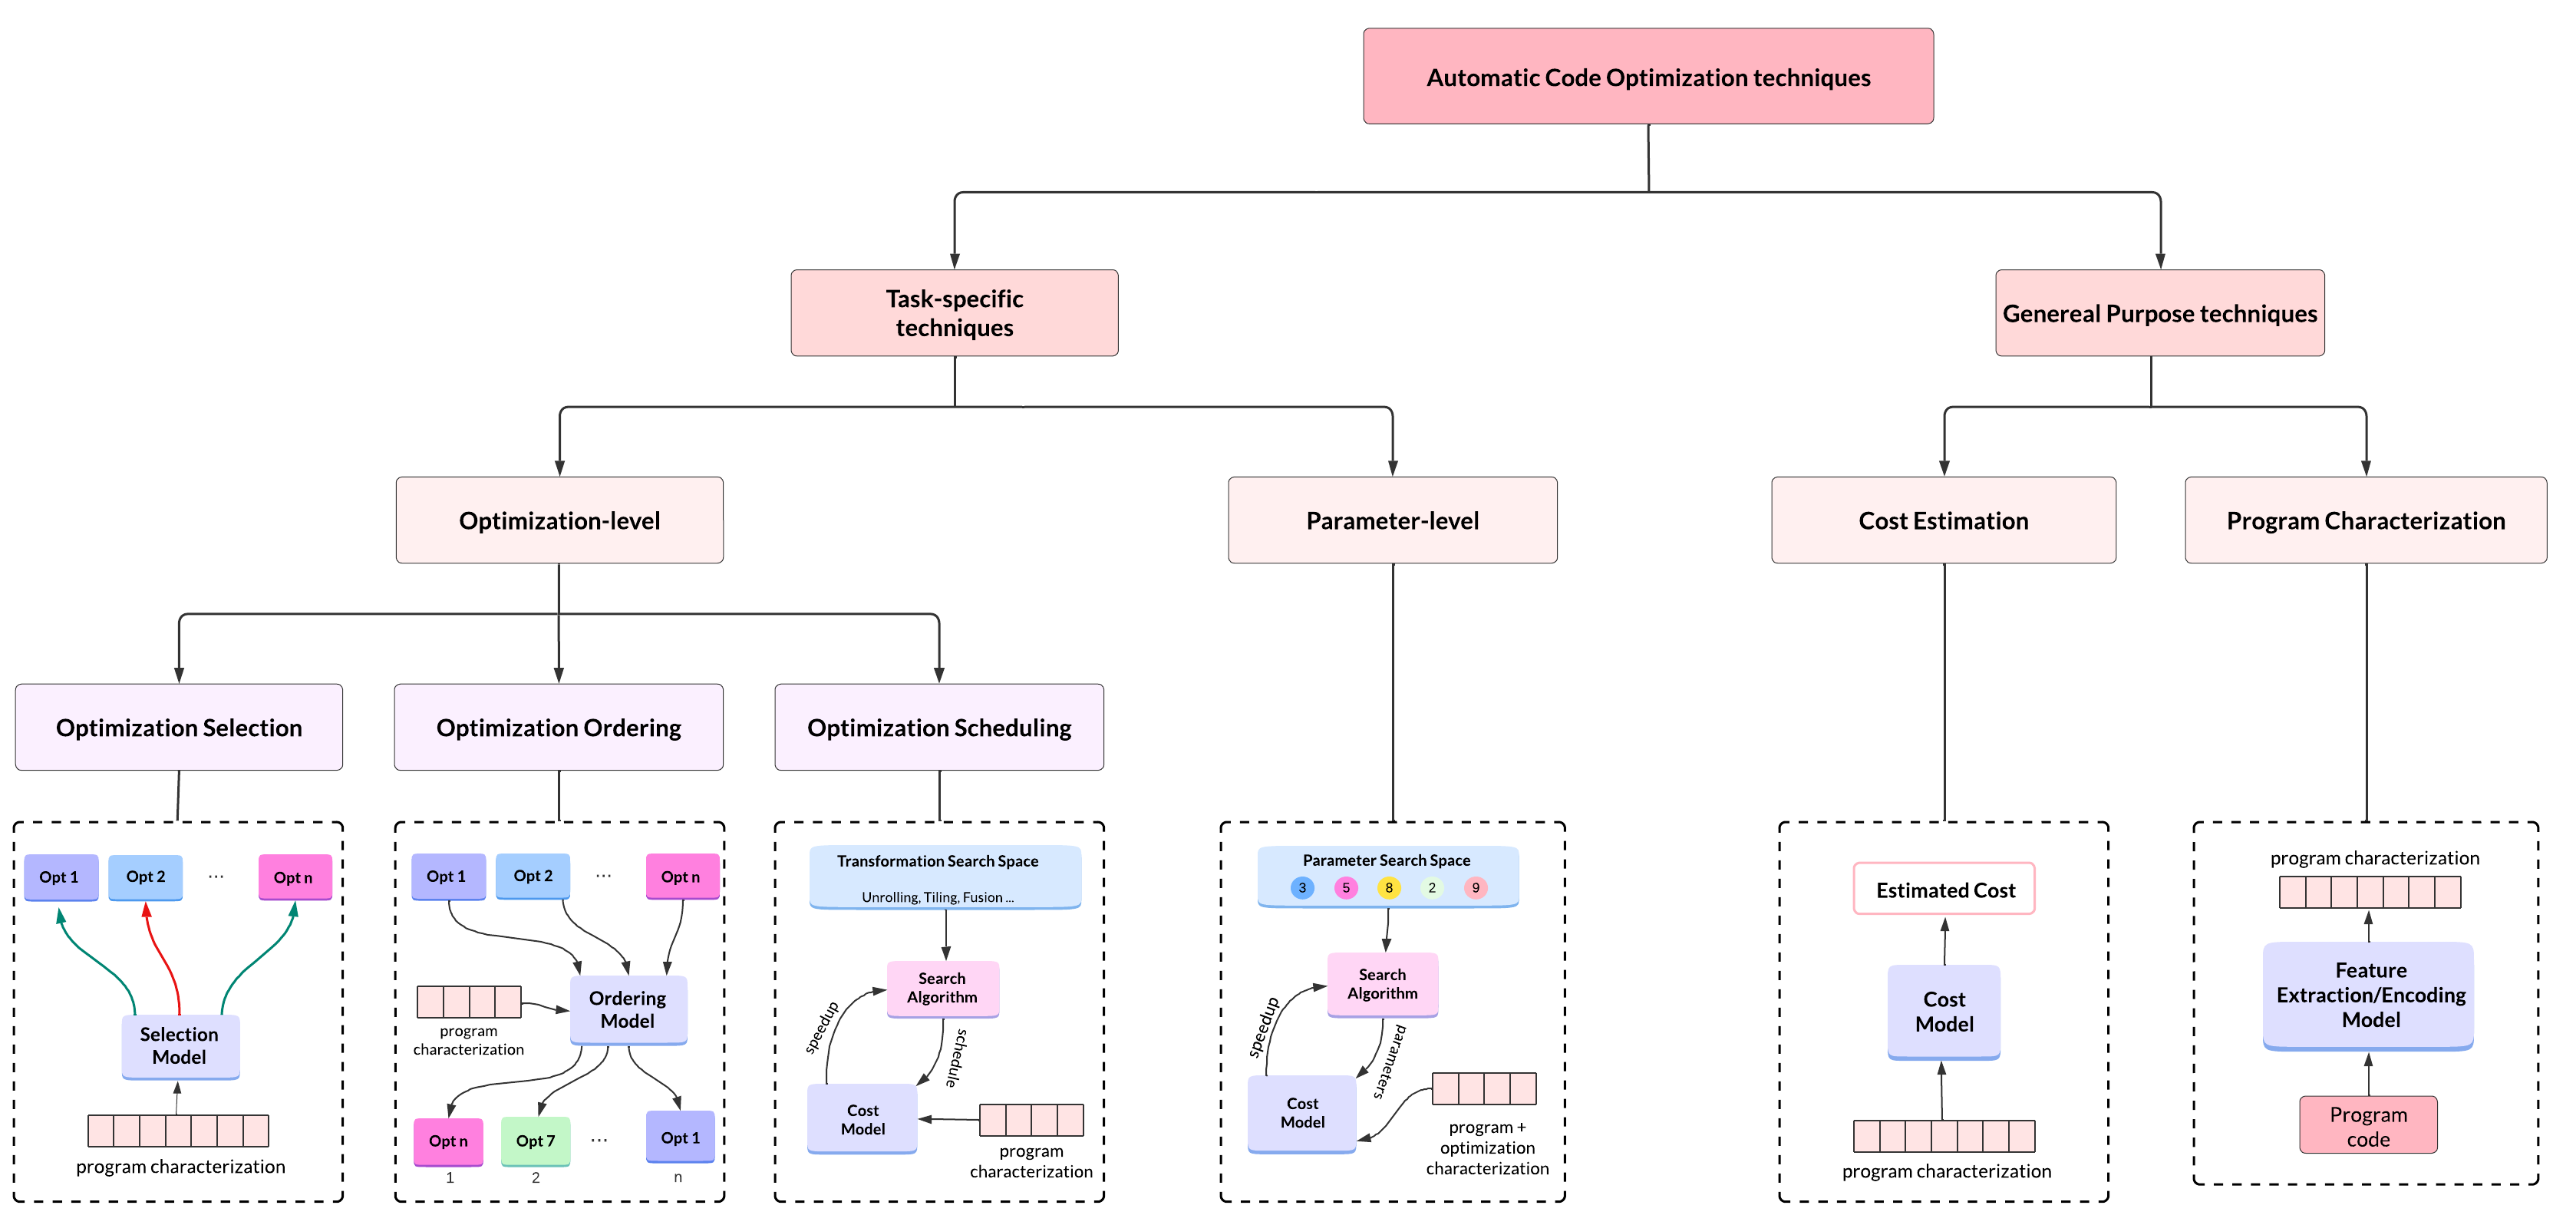 Automatic Code Optimization techniques
Task-specific
techniques
Genereal Purpose techniques
Optimization-level
Parameter-level
Cost Estimation
Program Characterization
Optimization Selection
Optimization Ordering
Optimization Scheduling
Opt 1
Opt 2
...
Opt n
Selection
Model
program characterization
Opt 1
Opt 2
...
Opt n
program
characterization
Ordering
Model
Opt n
Opt 7
...
Opt 1
1
2
n
Transformation Search Space
Unrolling, Tiling, Fusion ...
Search
Algorithm
speedup
schedule
Cost
Model
program
characterization
Parameter Search Space
3
5
8
2
9
Search
Algorithm
speedup
parameters
Cost
Model
program +
optimization
characterization
Estimated Cost
Cost
Model
program characterization
program characterization
Feature
Extraction/Encoding
Model
Program
code